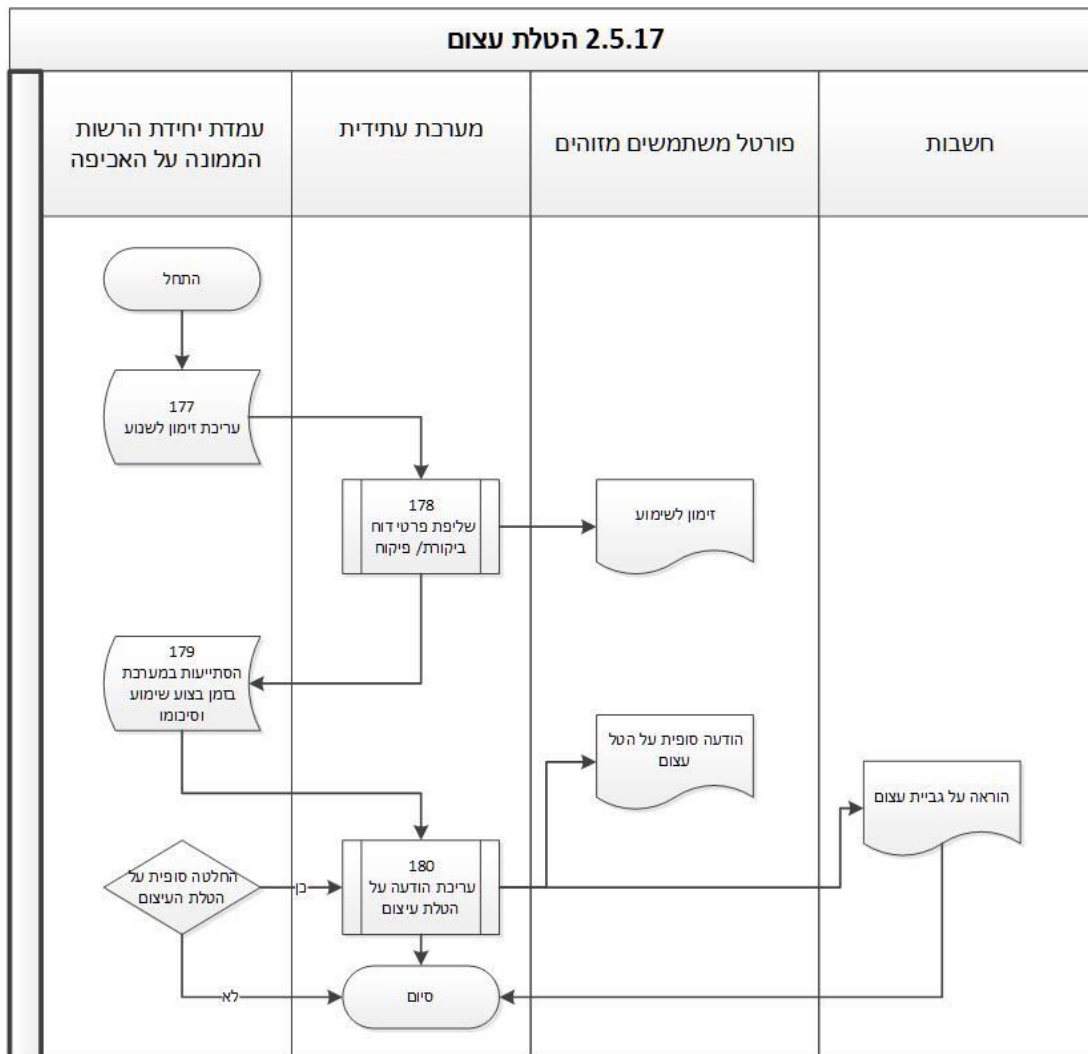 2.5.17 הטלת עצום
עמדת יחידת הרשות
הממונה על האכיפה
מערכת עתידית
פורטל משתמשים מזוהים
חשבות
התחל
177
עריכת זימון לשנוע
178
שליפת פרטי דוח
ביקורת/ פיקוח
זימון לשימוע
179
הסתייעות במערכת
בזמן בצוע שימוע
וסיכומו
הודעה סופית על הטל
עצום
הוראה על גביית עצום
החלטה סופית על
הטלת העיצום
כן
180
עריכת הודעה על
הטלת עיצום
לא
סיום